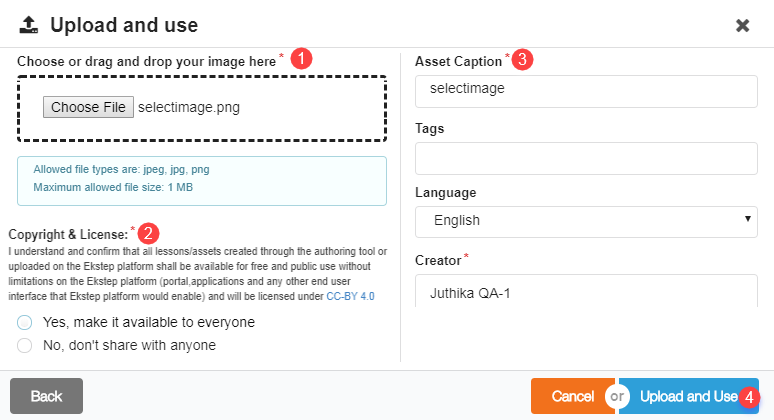 Upload and use
Choose or drag and drop your image here * 1
Choose File selectimage.png
Allowed file types are: jpeg, jpg, png
Maximum allowed file size: 1 MB
Copyright & License: * 2
I understand and confirm that all lessons/assets created through the authoring tool or
uploaded on the Ekstep platform shall be available for free and public use without
limitations on the Ekstep platform (portal,applications and any other end user
interface that Ekstep platform would enable) and will be licensed under CC-BY 4.0
Yes, make it available to everyone
No, don't share with anyone
Asset Caption * 3
selectimage
Tags
Language
English
Creator *
Juthika QA-1
Back
Cancel or Upload and Use 4